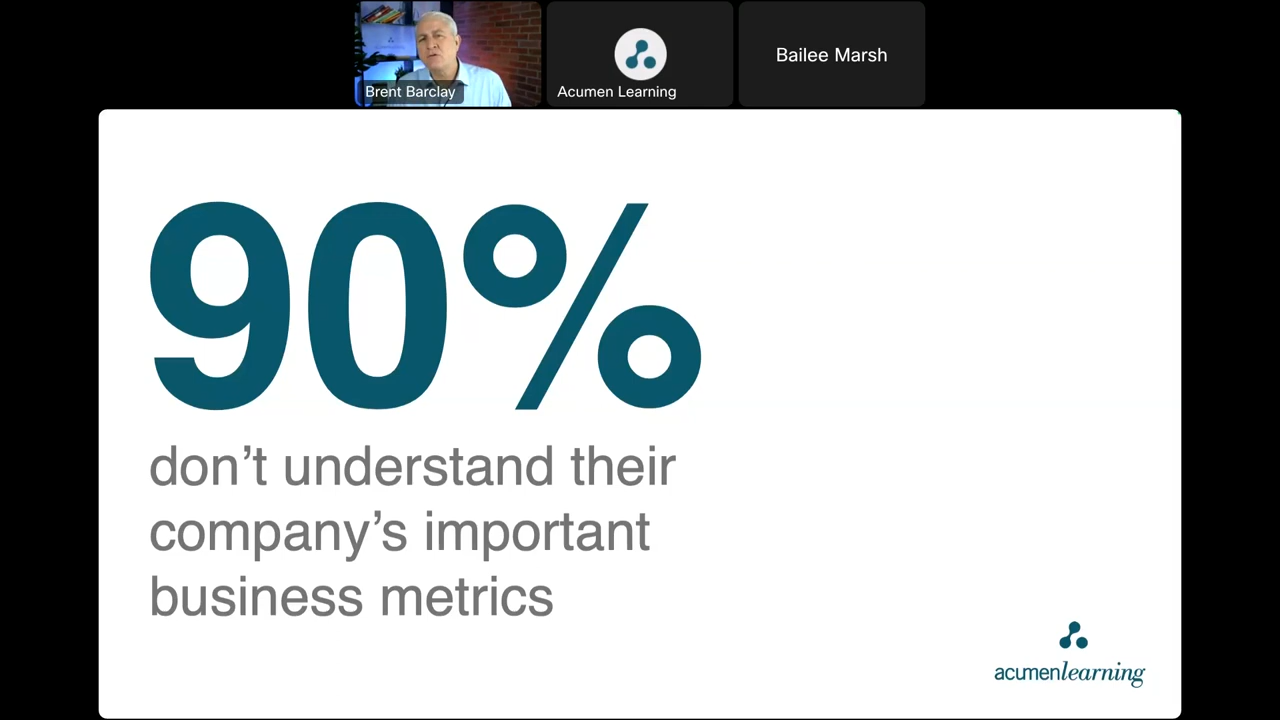 Brent Barclay
Acumen Learning
Bailee Marsh
90%
don’t understand their
company’s important
business metrics
acumenlearning